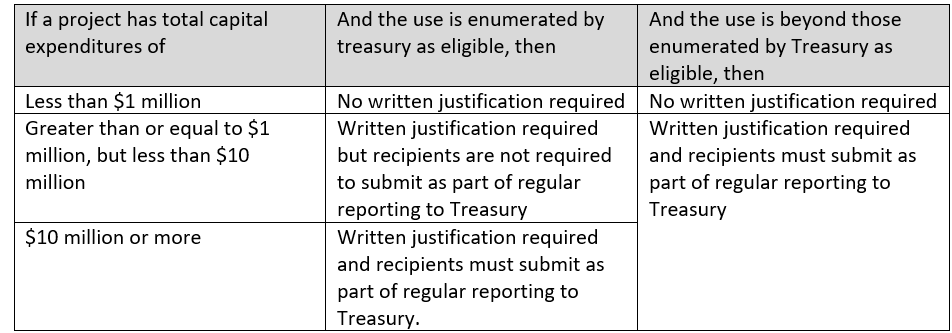 If a project has total capital
expenditures of
And the use is enumerated by
treasury as eligible, then
And the use is beyond those
enumerated by Treasury as
eligible, then
Less than $1 million
No written justification required
No written justification required
Greater than or equal to $1
million, but less than $10
million
Written justification required
but recipients are not required
to submit as part of regular
reporting to Treasury
Written justification required
and recipients must submit as
part of regular reporting to
Treasury
$10 million or more
Written justification required
and recipients must submit as
part of regular reporting to
Treasury.